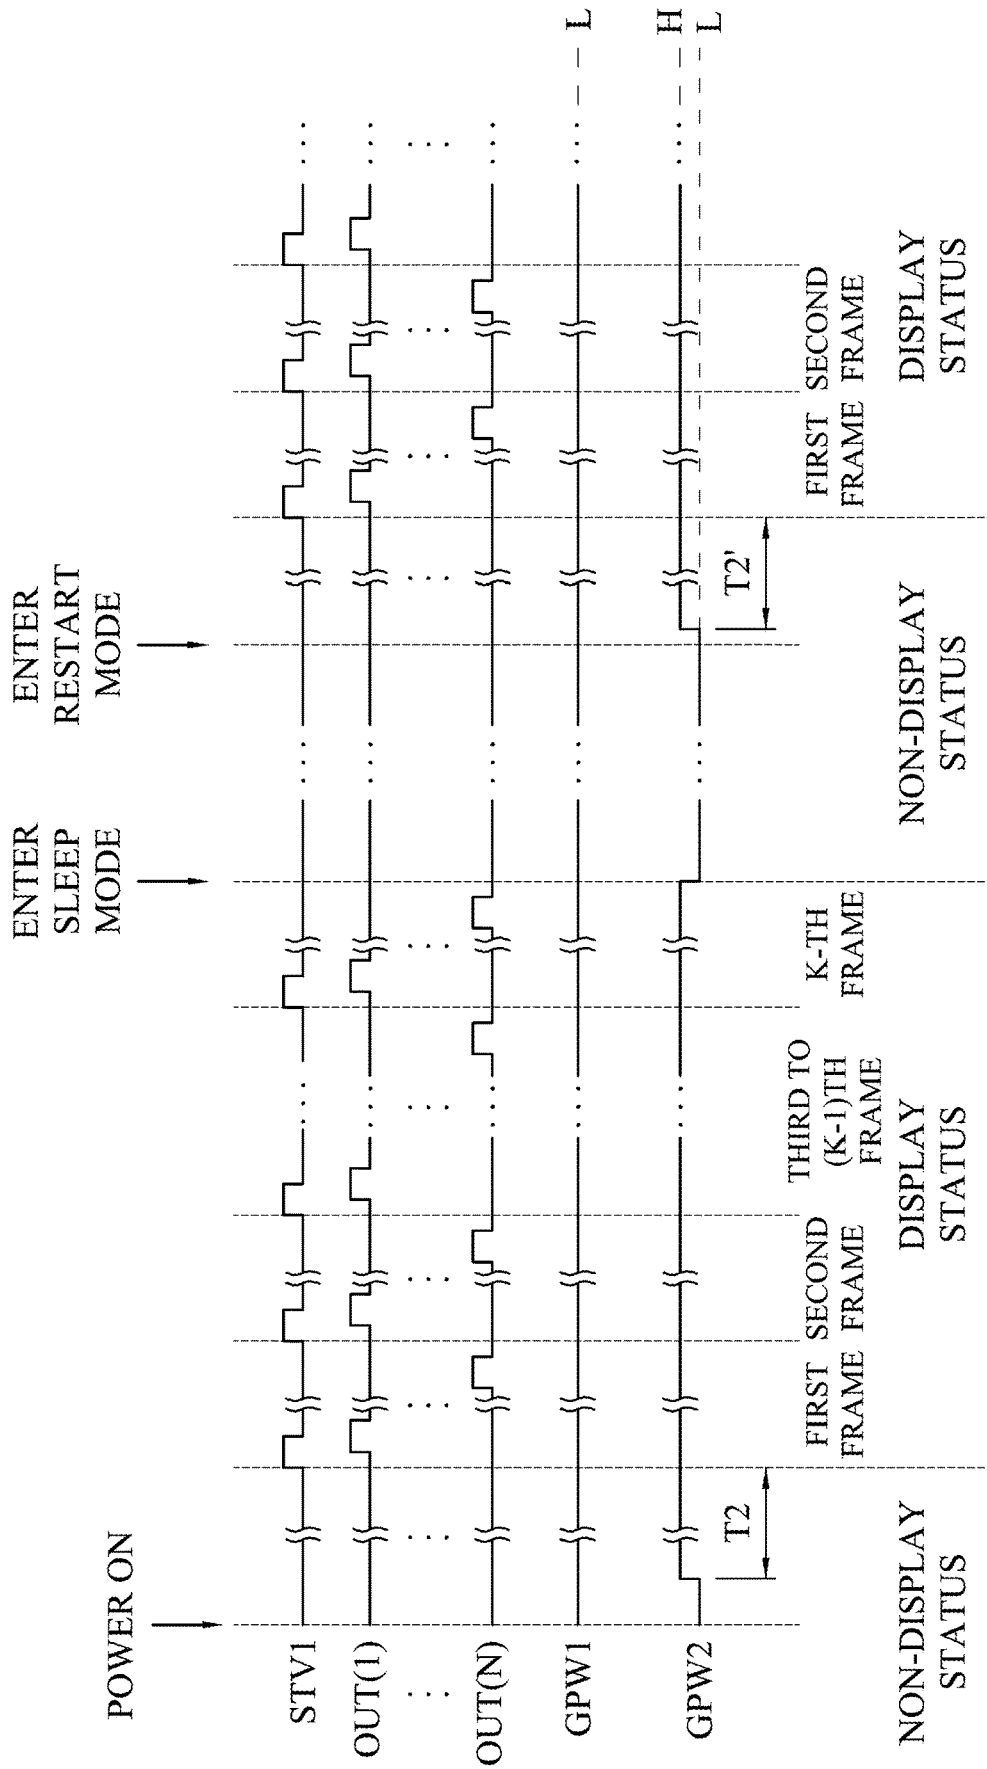 POWER ON
ENTER
SLEEP
MODE
ENTER
RESTART
MODE
STV1
OUT(1)
OUT(N)
GPW1
L
GPW2
H
L
T2
T2'
FIRST
FRAME
SECOND
FRAME
THIRD TO
(K-1)TH
FRAME
K-TH
FRAME
FIRST
FRAME
SECOND
FRAME
NON-DISPLAY
STATUS
DISPLAY
STATUS
NON-DISPLAY
STATUS
DISPLAY
STATUS